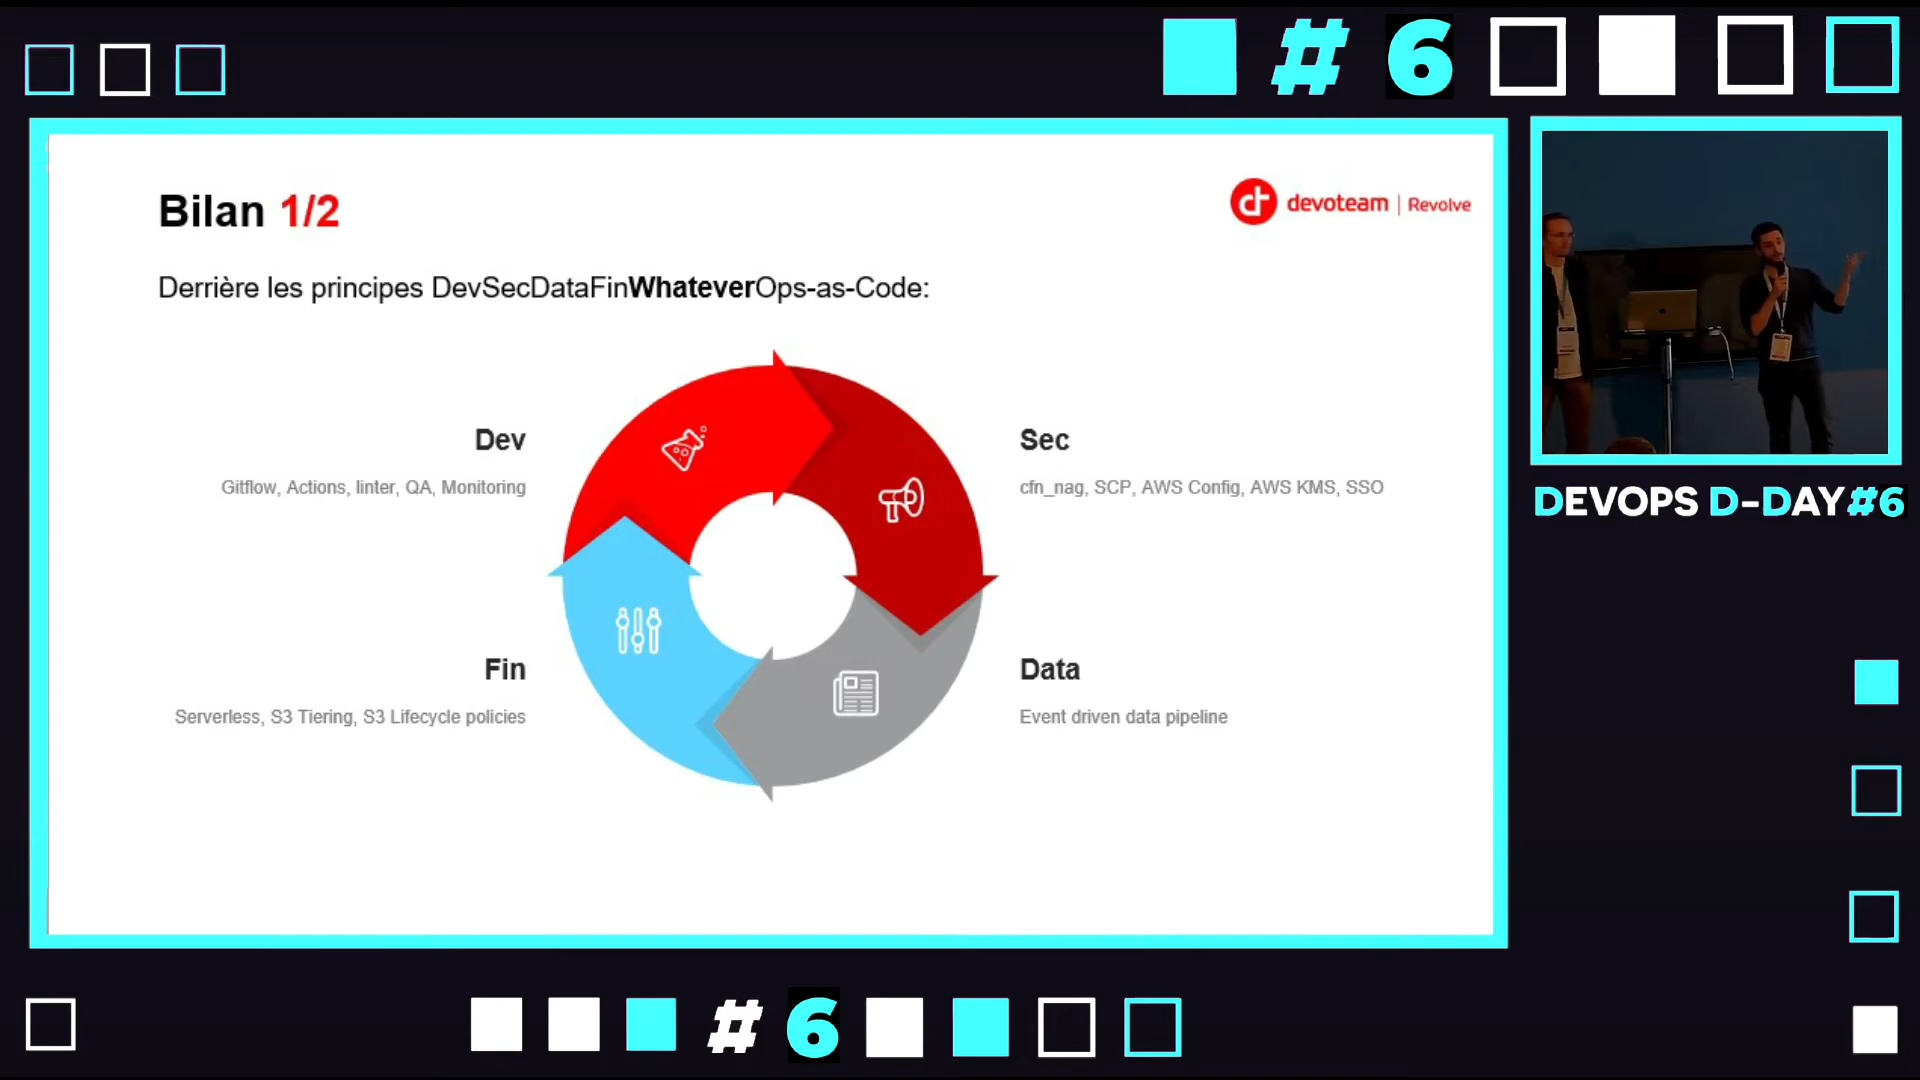 # 6
Bilan 1/2
devoteam | Revolve
Derrière les principes DevSecDataFinWhateverOps-as-Code:
Dev
Gitflow, Actions, linter, QA, Monitoring
Sec
cfn_nag, SCP, AWS Config, AWS KMS, SSO
Fin
Serverless, S3 Tiering, S3 Lifecycle policies
Data
Event driven data pipeline
DEVOPS D-DAY#6
# 6